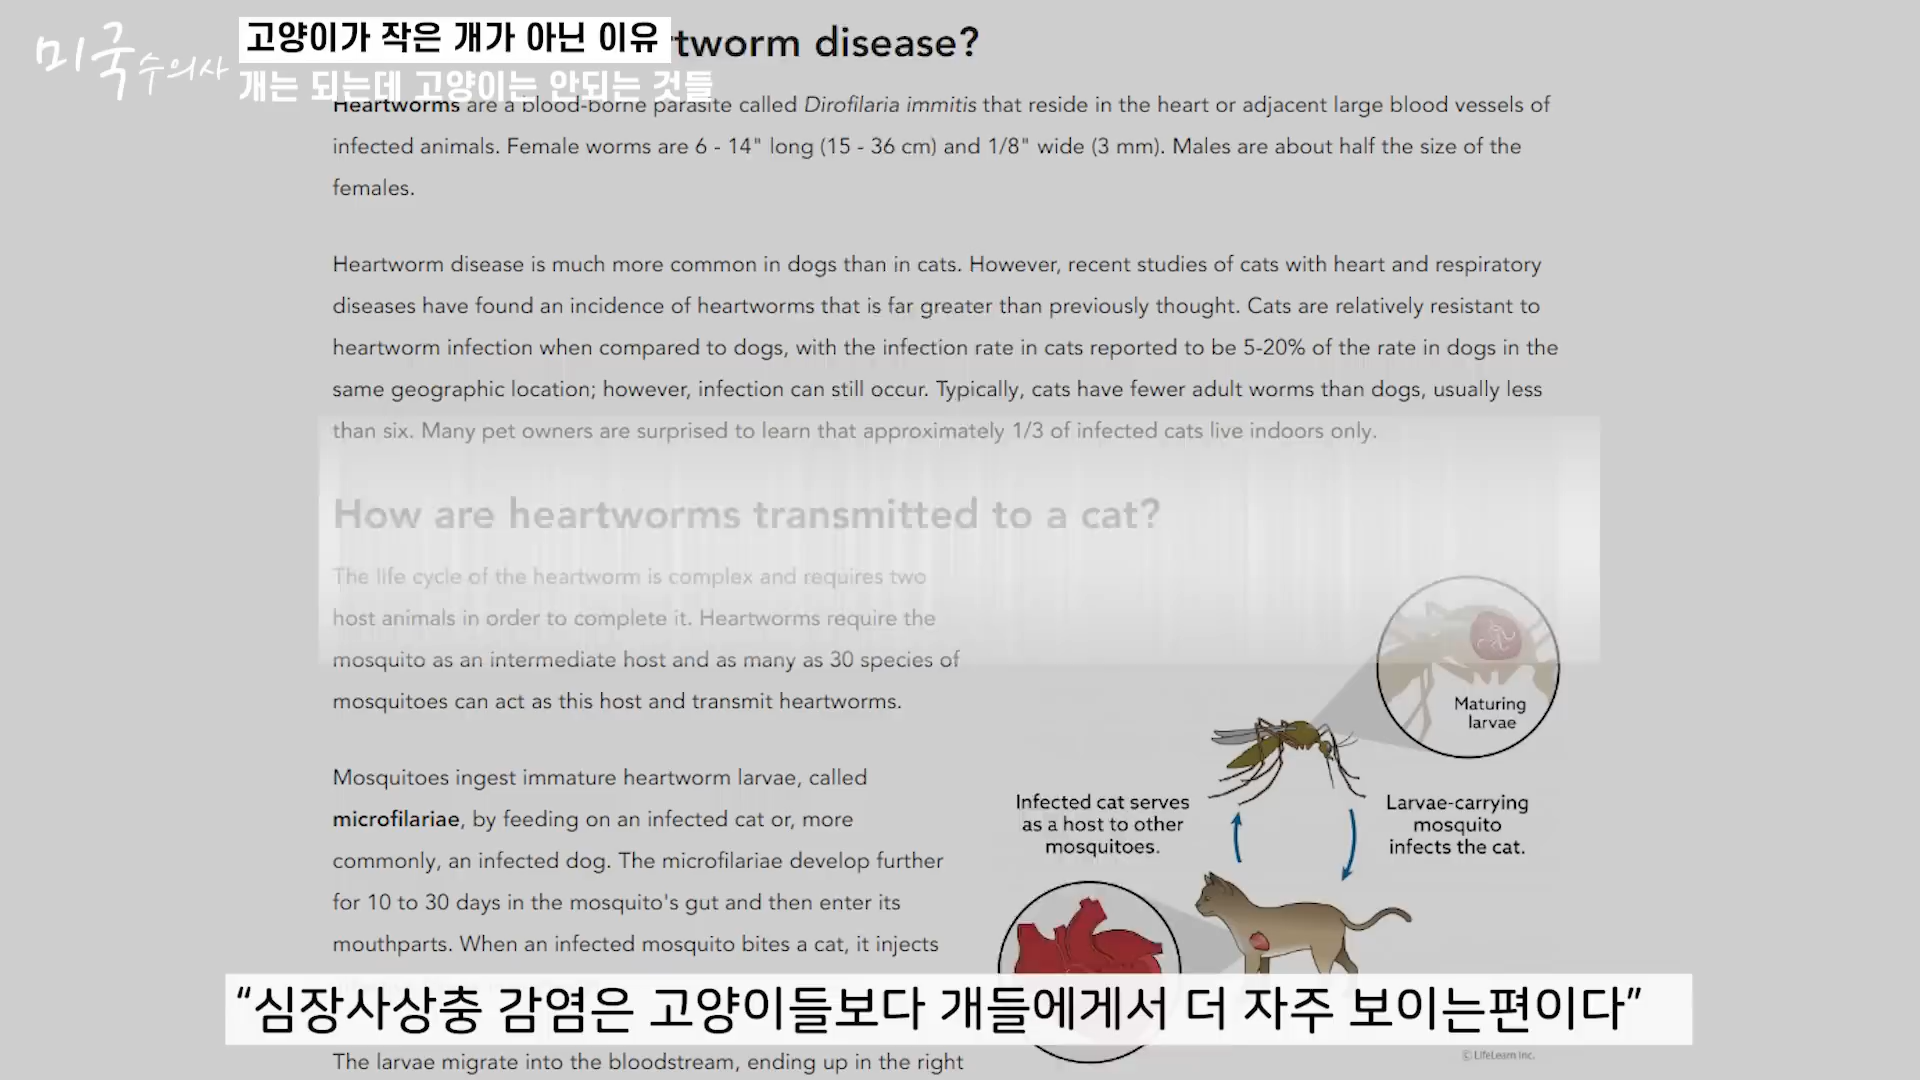 미국수의사
고양이가 작은 개가 아닌 이유
개는 되는데 고양이는 안되는 것들
tworm disease?
Heartworms are a blood-borne parasite called Dirofilaria immitis that reside in the heart or adjacent large blood vessels of
infected animals. Female worms are 6 - 14" long (15 - 36 cm) and 1/8" wide (3 mm). Males are about half the size of the
females.
Heartworm disease is much more common in dogs than in cats. However, recent studies of cats with heart and respiratory
diseases have found an incidence of heartworms that is far greater than previously thought. Cats are relatively resistant to
heartworm infection when compared to dogs, with the infection rate in cats reported to be 5-20% of the rate in dogs in the
same geographic location; however, infection can still occur. Typically, cats have fewer adult worms than dogs, usually less
than six. Many pet owners are surprised to learn that approximately 1/3 of infected cats live indoors only.
How are heartworms transmitted to a cat?
The life cycle of the heartworm is complex and requires two
host animals in order to complete it. Heartworms require the
mosquito as an intermediate host and as many as 30 species of
mosquitoes can act as this host and transmit heartworms.
Mosquitoes ingest immature heartworm larvae, called
microfilariae, by feeding on an infected cat or, more
commonly, an infected dog. The microfilariae develop further
for 10 to 30 days in the mosquito's gut and then enter its
mouthparts. When an infected mosquito bites a cat, it injects
Maturing
larvae
Infected cat serves
as a host to other
mosquitoes.
Larvae-carrying
mosquito
infects the cat.
“심장사상충 감염은 고양이들보다 개들에게서 더 자주 보이는편이다”
The larvae migrate into the bloodstream, ending up in the right
© LifeLearn Inc.